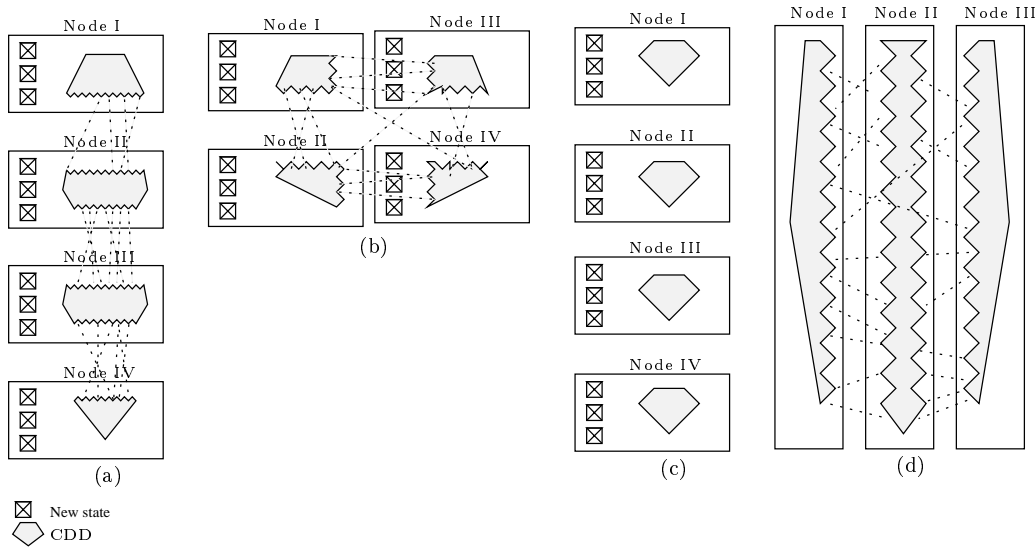 Node I
Node II
Node III
Node IV
(a)
Node I
Node III
Node II
Node IV
(b)
Node I
Node II
Node III
Node IV
(c)
Node I
Node II
Node III
(d)
New state
CDD